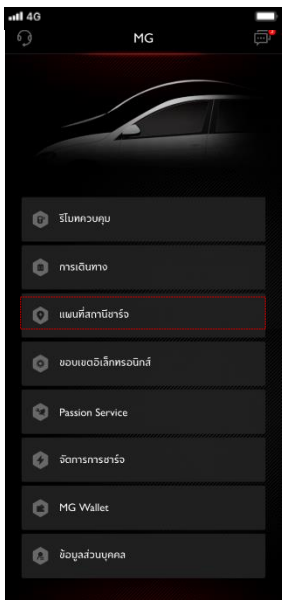 4G
MG
รีโมทควบคุม
การเดินทาง
แผนที่สถานีชาร์จ
ขอบเขตอิเล็กทรอนิกส์
Passion Service
จัดการการชาร์จ
MG Wallet
ข้อมูลส่วนบุคคล